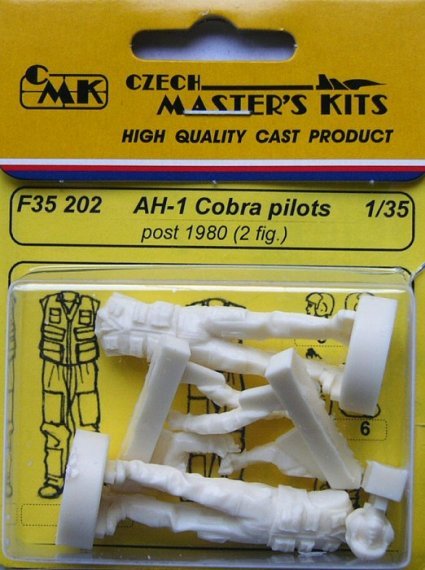 CMK
CZECH
MASTER'S KITS
HIGH QUALITY CAST PRODUCT
F35 202 AH-1 Cobra pilots 1/35
post 1980 (2 fig.)
6